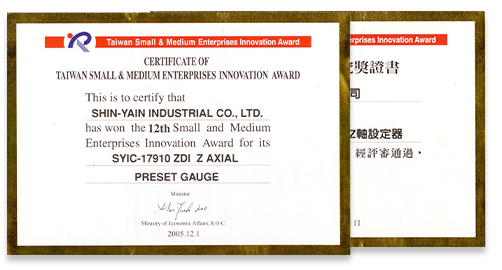 Taiwan Small & Medium Enterprises Innovation Award
CERTIFICATE OF
TAIWAN SMALL & MEDIUM ENTERPRISES INNOVATION AWARD
This is to certify that
SHIN-YAIN INDUSTRIAL CO., LTD.
has won the 12th Small and Medium
Enterprises Innovation Award for its
SYIC-17910 ZDI Z AXIAL
PRESET GAUGE
Minister
Ministry of Economic Affairs, R.O.C.
2005.12.1
rprises Innovation Award
獎證書
司
Z軸設定器
經評審通過，
日